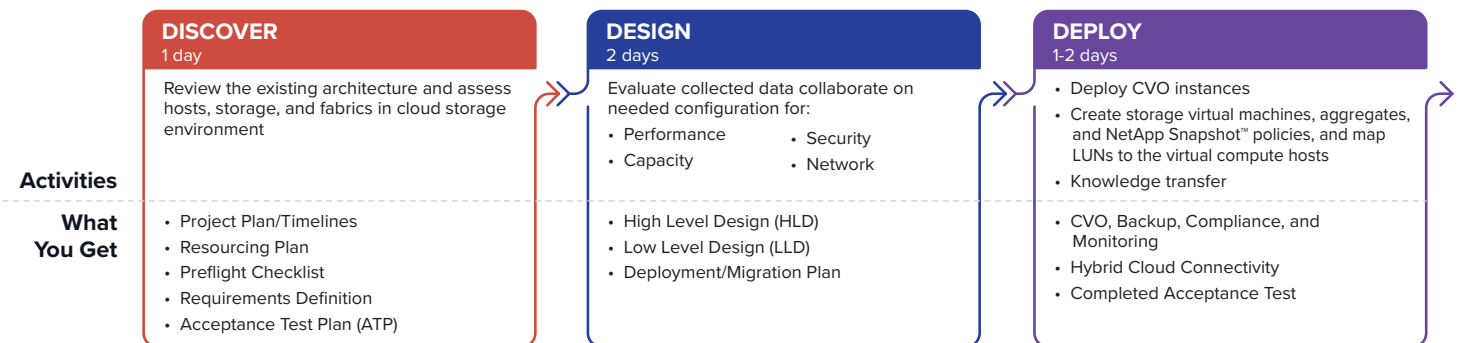 DISCOVER
1 day
Review the existing architecture and assess
hosts, storage, and fabrics in cloud storage
environment
DESIGN
2 days
Evaluate collected data collaborate on
needed configuration for:
• Performance
• Capacity
• Security
• Network
DEPLOY
1-2 days
• Deploy CVO instances
• Create storage virtual machines, aggregates,
and NetApp Snapshot™ policies, and map
LUNs to the virtual compute hosts
• Knowledge transfer
Activities
What
You Get
• Project Plan/Timelines
• Resourcing Plan
• Preflight Checklist
• Requirements Definition
• Acceptance Test Plan (ATP)
• High Level Design (HLD)
• Low Level Design (LLD)
• Deployment/Migration Plan
• CVO, Backup, Compliance, and
Monitoring
• Hybrid Cloud Connectivity
• Completed Acceptance Test